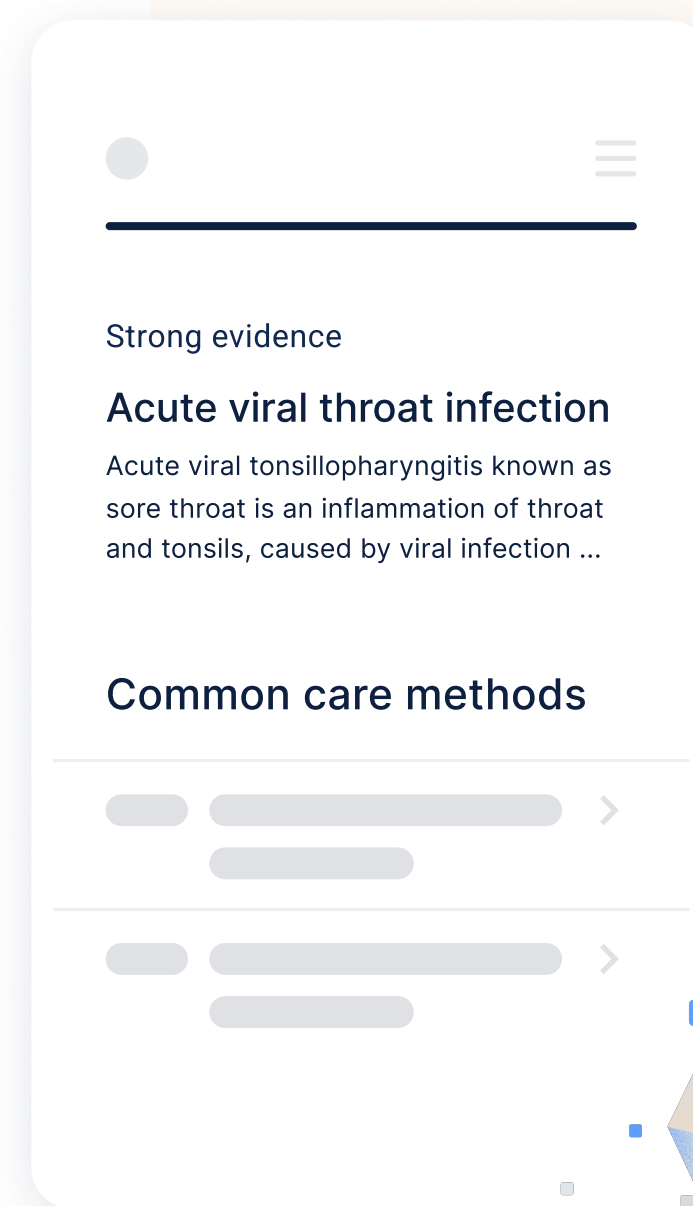 Strong evidence
Acute viral throat infection
Acute viral tonsillopharyngitis known as
sore throat is an inflammation of throat
and tonsils, caused by viral infection ...
Common care methods